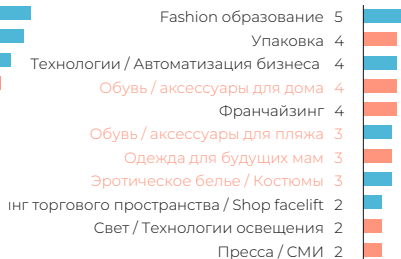 Fashion образование 5
Упаковка 4
Технологии / Автоматизация бизнеса 4
Обувь / аксессуары для дома 4
Франчайзинг 4
Обувь / аксессуары для пляжа 3
Одежда для будущих мам 3
Эротическое белье / Костюмы 3
торгового пространства / Shop facelift 2
Свет / Технологии освещения 2
Пресса / СМИ 2